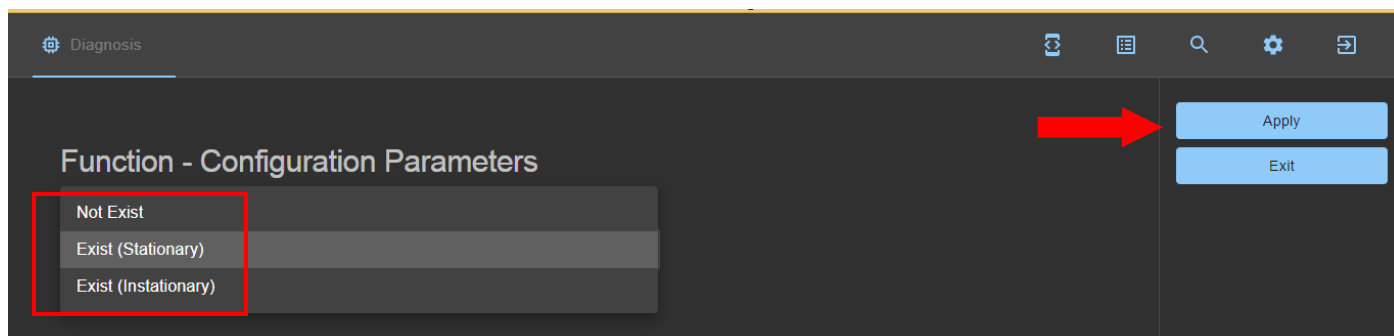 Diagnosis
Apply
Function - Configuration Parameters
Exit
Not Exist
Exist (Stationary)
Exist (Instationary)